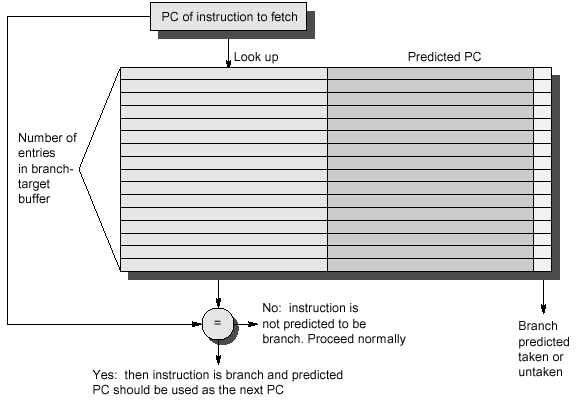 PC of instruction to fetch
Look up
Predicted PC
Number of
entries
in branch-
target
buffer
=
No:  instruction is
not predicted to be
branch. Proceed normally
Branch
predicted
taken or
untaken
Yes:  then instruction is branch and predicted
PC should be used as the next PC